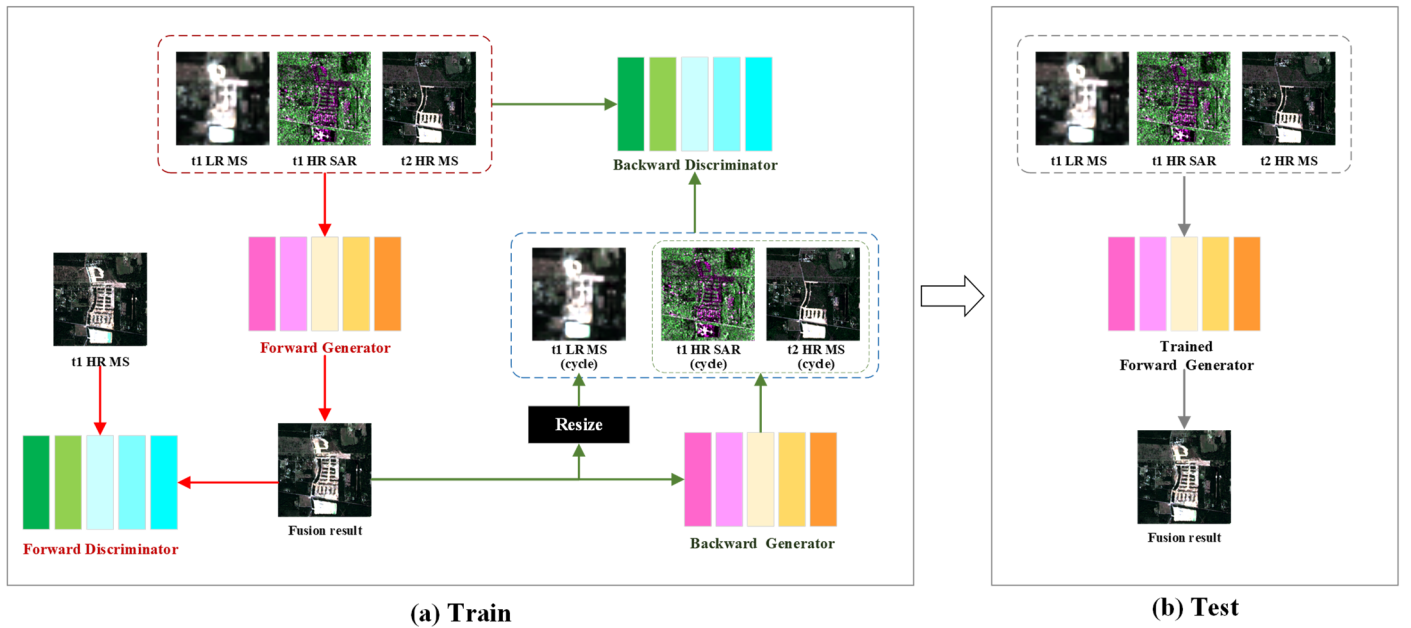 t1 LR MS
t1 HR SAR
t2 HR MS
Backward Discriminator
t1 HR MS
Forward Generator
t1 LR MS
(cycle)
t1 HR SAR
(cycle)
t2 HR MS
(cycle)
Resize
Fusion result
Forward Discriminator
Backward Generator
(a) Train
t1 LR MS
t1 HR SAR
t2 HR MS
Trained
Forward Generator
Fusion result
(b) Test